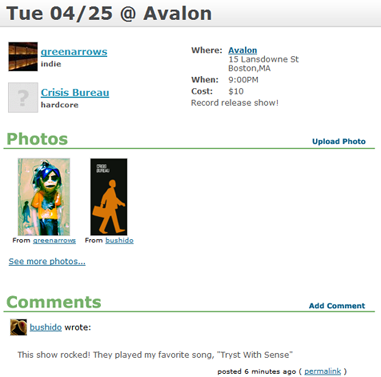 Tue 04/25 @ Avalon
greenarrows
indie
Crisis Bureau
hardcore
Where: Avalon
15 Lansdowne St
Boston,MA
When: 9:00PM
Cost: $10
Record release show!
Photos
Upload Photo
CRISIS
BUREAU
From greenarrows
From bushido
See more photos...
Comments
Add Comment
bushido wrote:
This show rocked! They played my favorite song, "Tryst With Sense"
posted 6 minutes ago ( permalink )